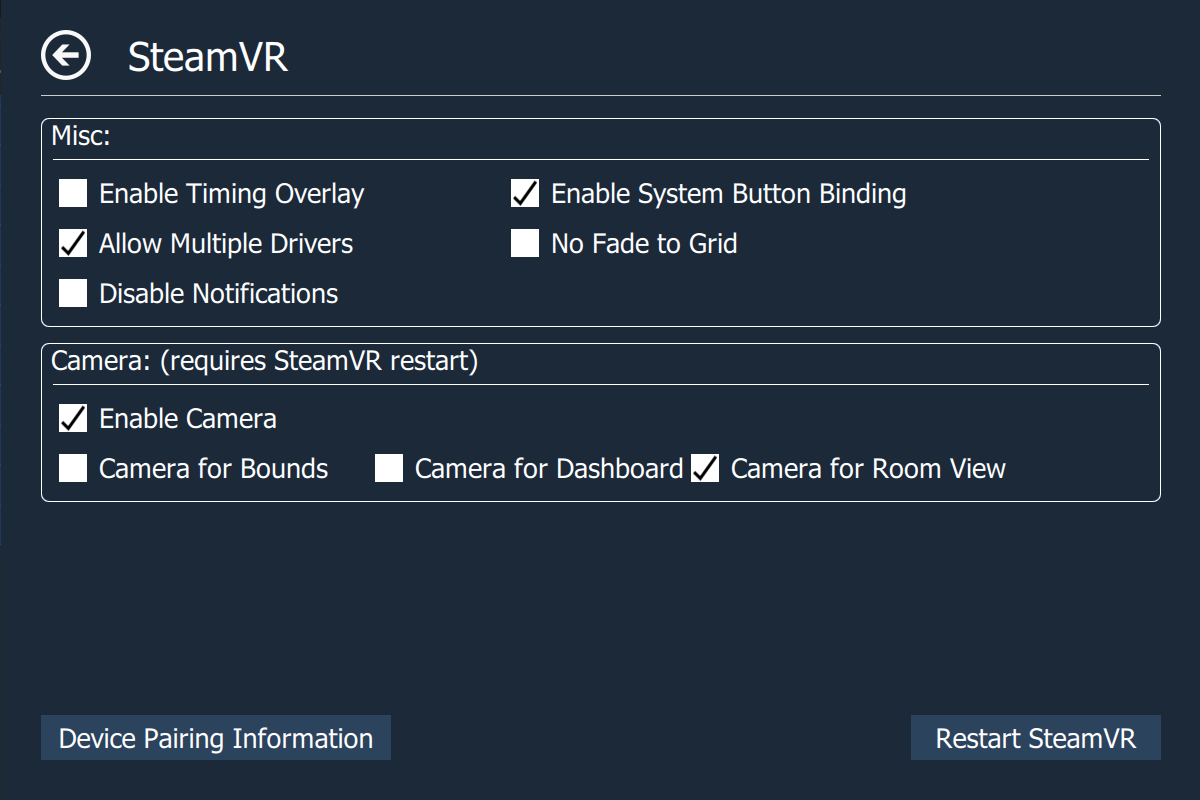 SteamVR
Misc:
Enable Timing Overlay
Enable System Button Binding
Allow Multiple Drivers
No Fade to Grid
Disable Notifications
Camera: (requires SteamVR restart)
Enable Camera
Camera for Bounds
Camera for Dashboard
Camera for Room View
Device Pairing Information
Restart SteamVR